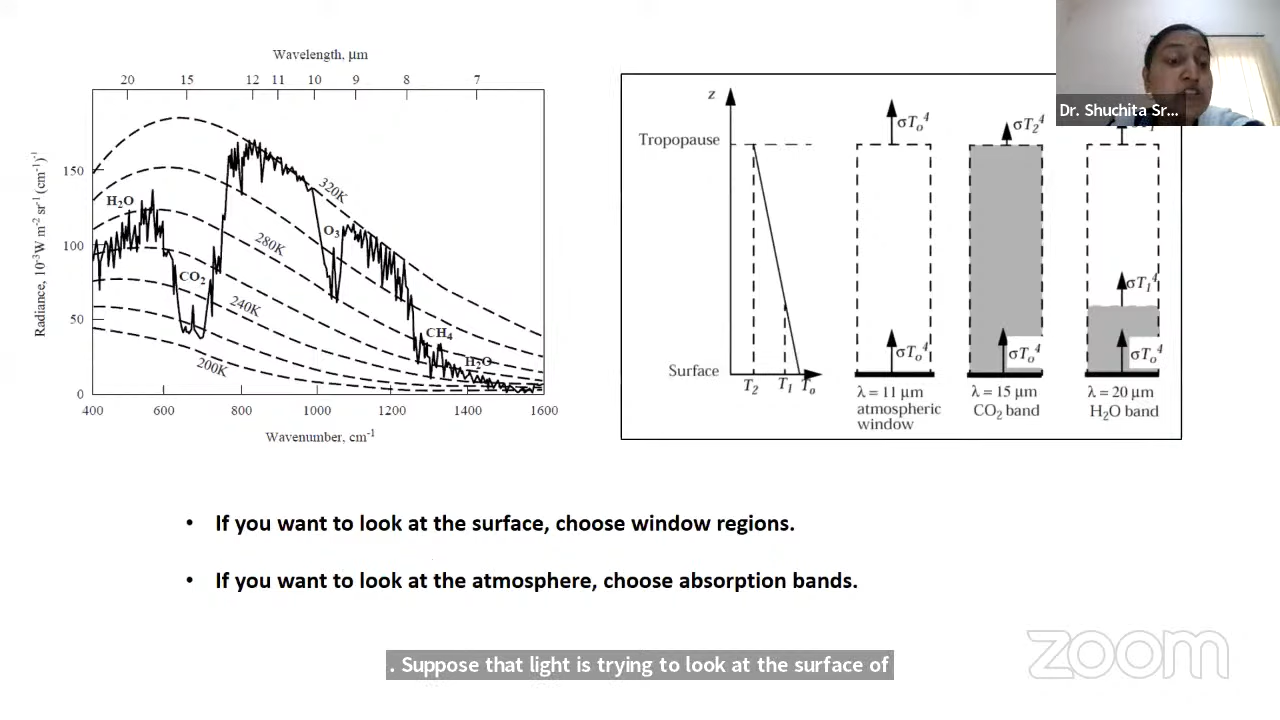 Wavelength, μm
20 15 12 11 10 9 8 7
Radiance, 10⁻³W m⁻² sr⁻¹(cm⁻¹)⁻¹
150
100
50
0
H₂O
CO₂
O₃
CH₄
H₂O
320K
280K
240K
200K
400 600 800 1000 1200 1400 1600
Wavenumber, cm⁻¹
z
Tropopause
Surface
T₂ T₁ Tₒ
σTₒ⁴
σTₒ⁴
λ = 11 μm
atmospheric
window
σT₂⁴
σTₒ⁴
λ = 15 μm
CO₂ band
σT₁⁴
σTₒ⁴
λ = 20 μm
H₂O band
Dr. Shuchita Sr...
• If you want to look at the surface, choose window regions.
• If you want to look at the atmosphere, choose absorption bands.
. Suppose that light is trying to look at the surface of
zoom